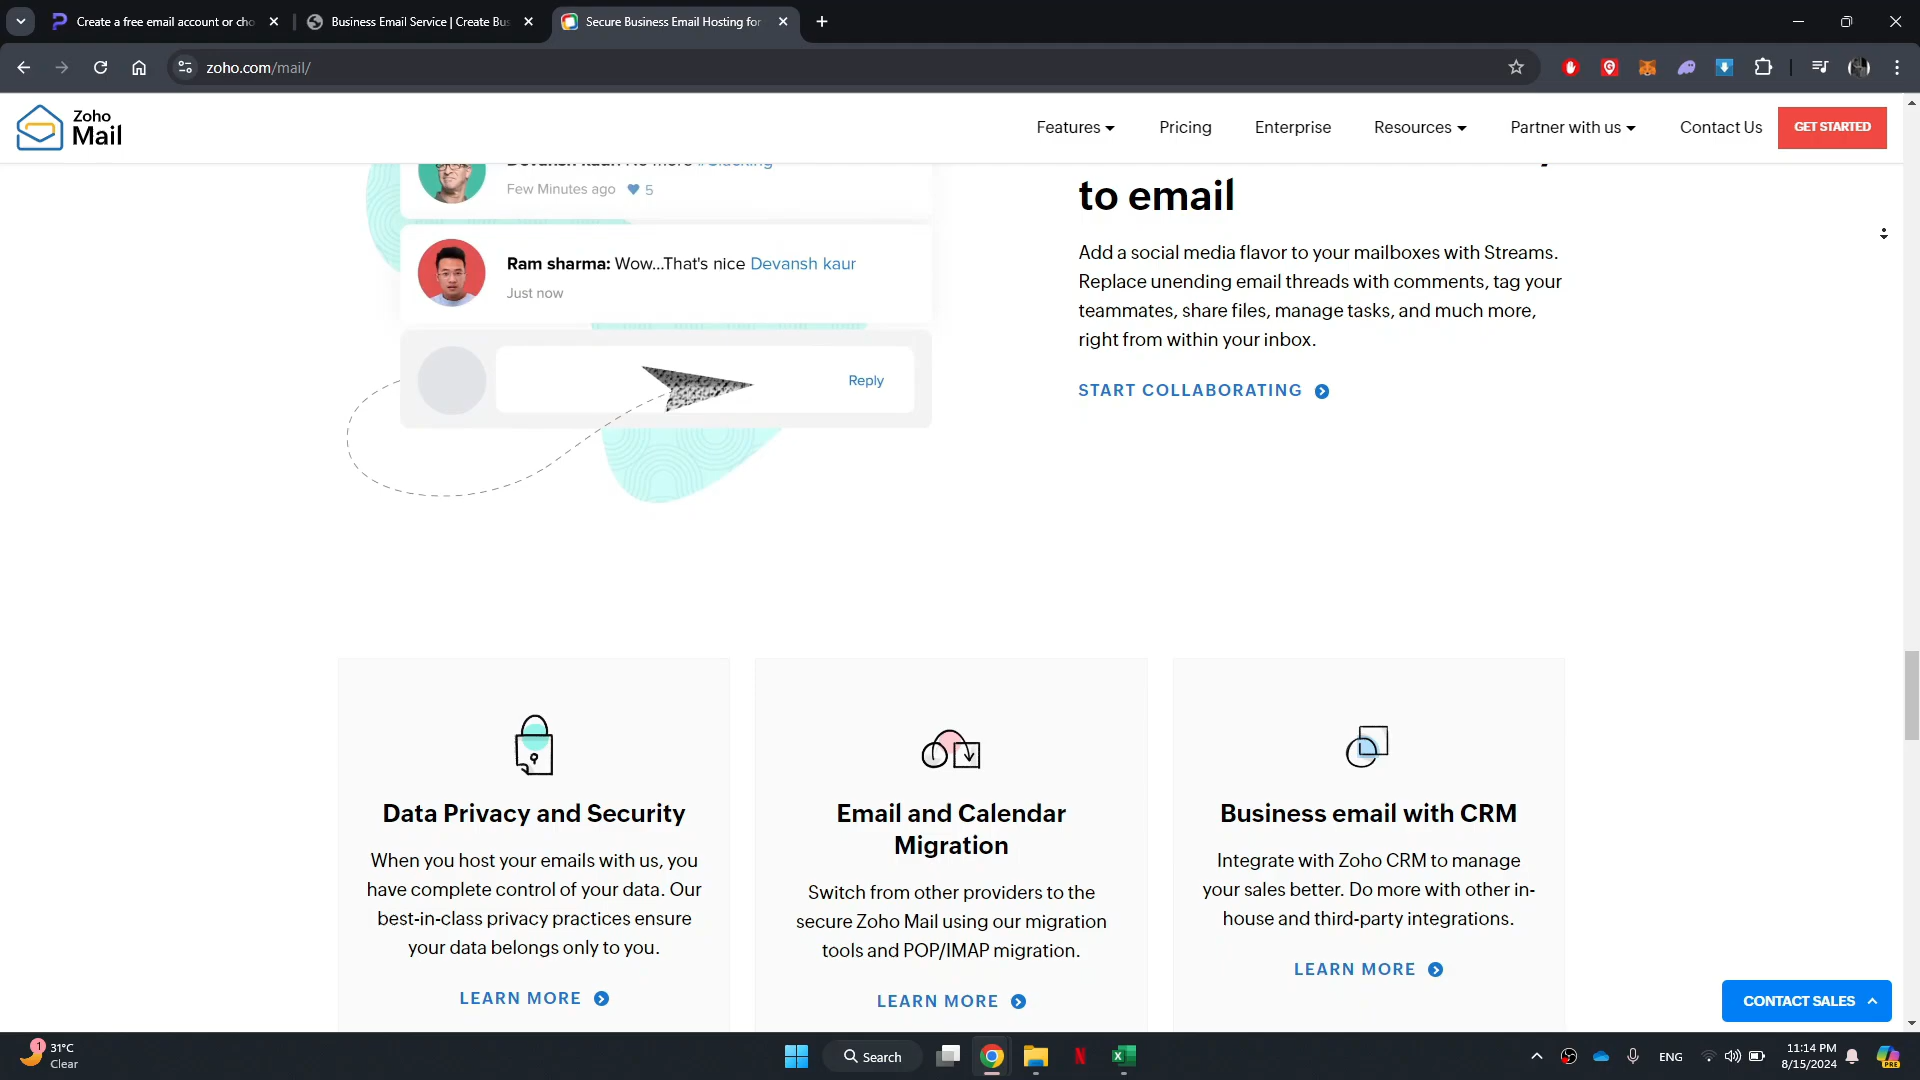 Create a free email account or cho
Business Email Service | Create Bus
Secure Business Email Hosting for
zoho.com/mail/
Zoho
Mail
Features
Pricing
Enterprise
Resources
Partner with us
Contact Us
GET STARTED
Few Minutes ago 5
Ram sharma: Wow...That's nice Devansh kaur
Just now
Reply
to email
Add a social media flavor to your mailboxes with Streams.
Replace unending email threads with comments, tag your
teammates, share files, manage tasks, and much more,
right from within your inbox.
START COLLABORATING
Data Privacy and Security
When you host your emails with us, you
have complete control of your data. Our
best-in-class privacy practices ensure
your data belongs only to you.
LEARN MORE
Email and Calendar
Migration
Switch from other providers to the
secure Zoho Mail using our migration
tools and POP/IMAP migration.
LEARN MORE
Business email with CRM
Integrate with Zoho CRM to manage
your sales better. Do more with other in-
house and third-party integrations.
LEARN MORE
CONTACT SALES
1
31°C
Clear
Search
ENG
11:14 PM
8/15/2024